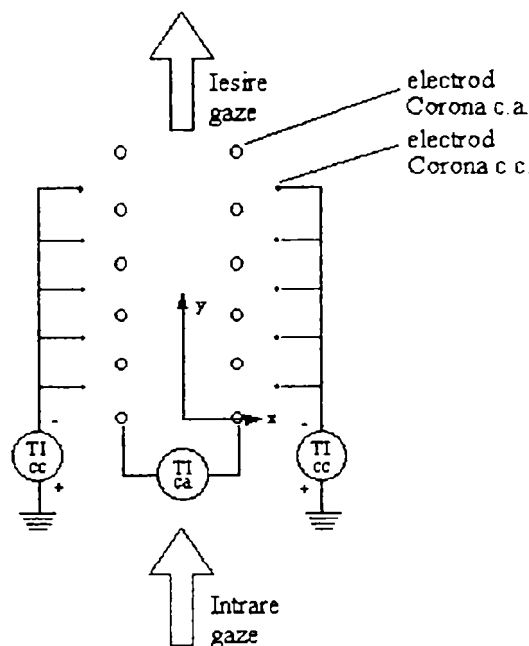 Iesire
gaze
electrod
Corona c.a.
electrod
Corona c c.
y
x
-
TI
cc
+
TI
ca
-
TI
cc
+
Intrare
gaze